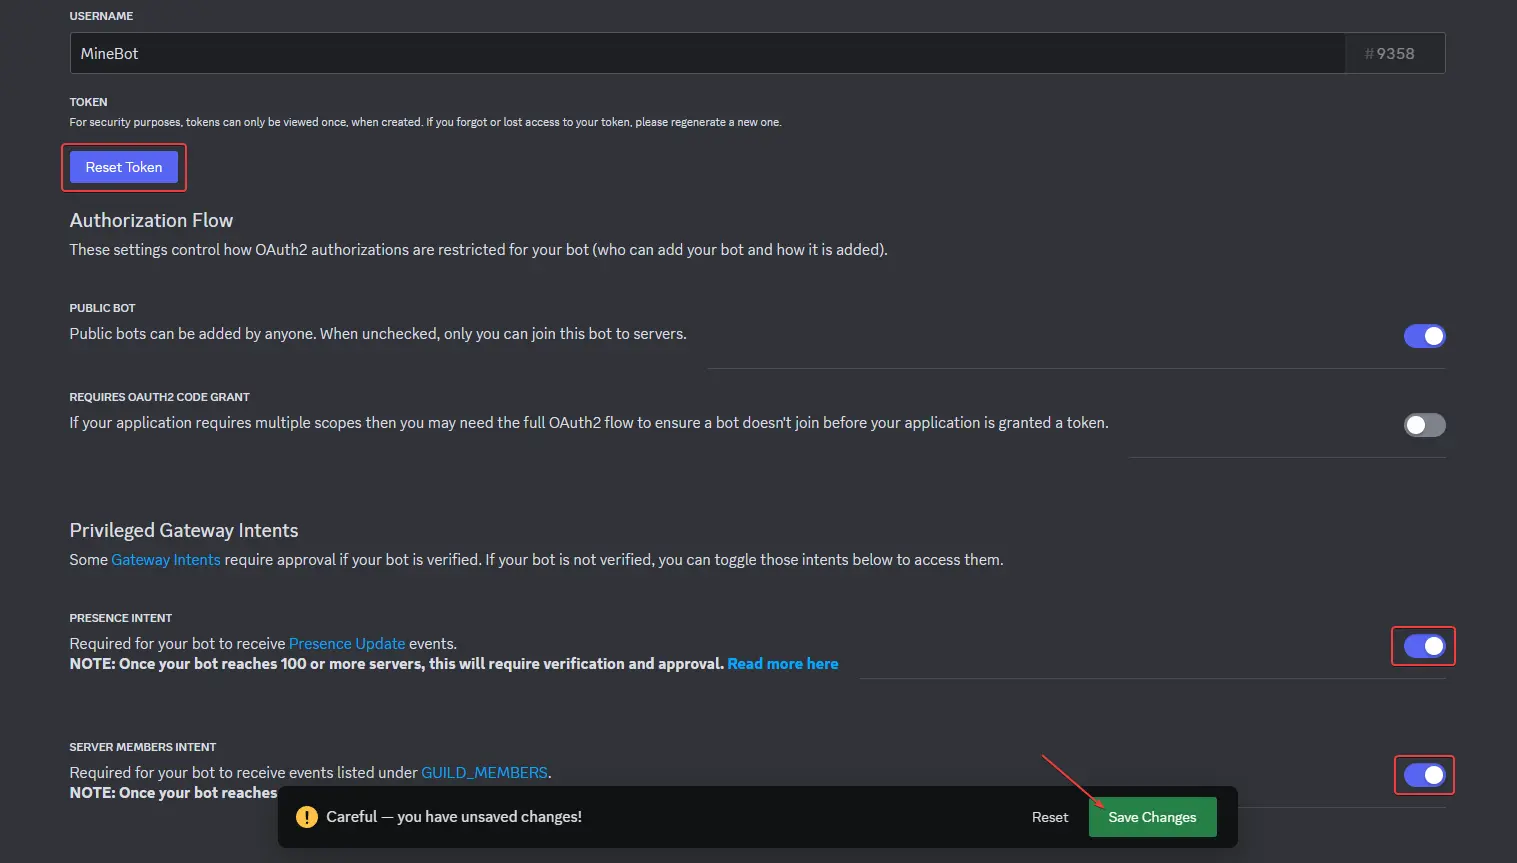 USERNAME
MineBot
#9358
TOKEN
For security purposes, tokens can only be viewed once, when created. If you forgot or lost access to your token, please regenerate a new one.
Reset Token
Authorization Flow
These settings control how OAuth2 authorizations are restricted for your bot (who can add your bot and how it is added).
PUBLIC BOT
Public bots can be added by anyone. When unchecked, only you can join this bot to servers.
REQUIRES OAUTH2 CODE GRANT
If your application requires multiple scopes then you may need the full OAuth2 flow to ensure a bot doesn't join before your application is granted a token.
Privileged Gateway Intents
Some Gateway Intents require approval if your bot is verified. If your bot is not verified, you can toggle those intents below to access them.
PRESENCE INTENT
Required for your bot to receive Presence Update events.
NOTE: Once your bot reaches 100 or more servers, this will require verification and approval. Read more here
SERVER MEMBERS INTENT
Required for your bot to receive events listed under GUILD_MEMBERS.
NOTE: Once your bot reaches
! Careful — you have unsaved changes!
Reset
Save Changes